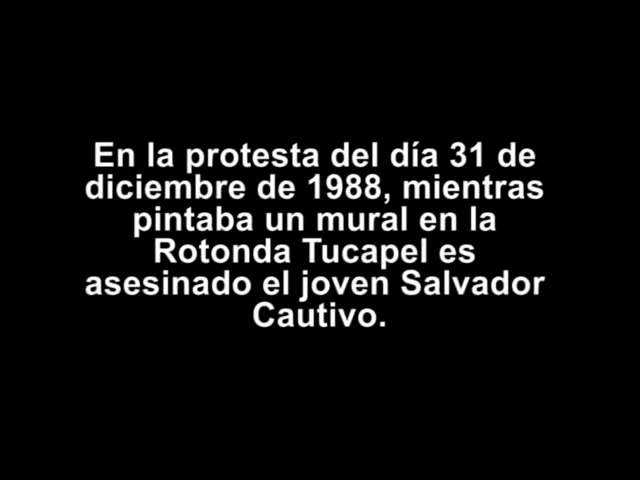 En la protesta del día 31 de
diciembre de 1988, mientras
pintaba un mural en la
Rotonda Tucapel es
asesinado el joven Salvador
Cautivo.